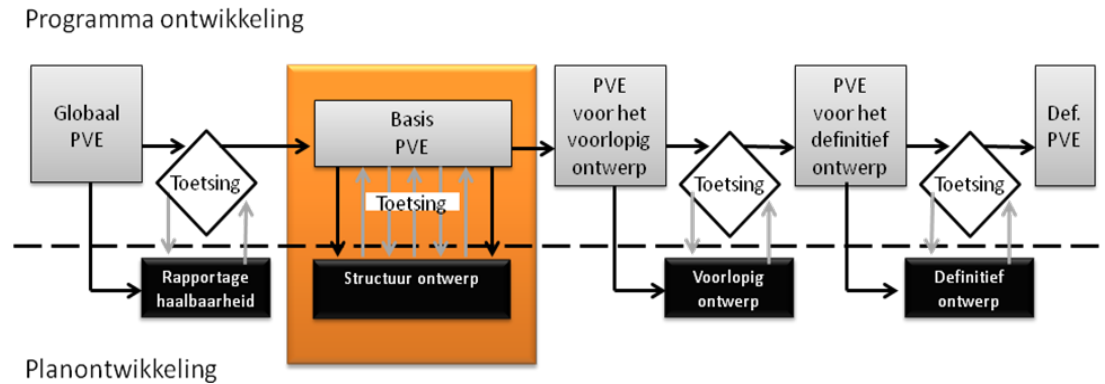 Programma ontwikkeling
Globaal
PVE
Toetsing
Basis
PVE
Toetsing
PVE
voor het
voorlopig
ontwerp
Toetsing
PVE
voor het
definitief
ontwerp
Toetsing
Def.
PVE
Rapportage
haalbaarheid
Structuur ontwerp
Voorlopig
ontwerp
Definitief
ontwerp
Planontwikkeling